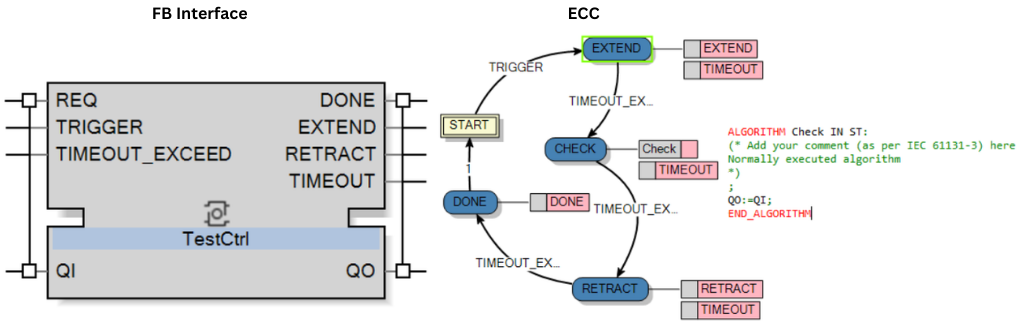 FB Interface
ECC
REQ
TRIGGER
TIMEOUT_EXCEED
DONE
EXTEND
RETRACT
TIMEOUT
TestCtrl
QI
QO
EXTEND
EXTEND
TIMEOUT
TRIGGER
TIMEOUT_EX...
START
CHECK
Check
TIMEOUT
1
DONE
DONE
TIMEOUT_EX...
TIMEOUT_EX...
RETRACT
RETRACT
TIMEOUT
ALGORITHM Check IN ST:
(* Add your comment (as per IEC 61131-3) here
Normally executed algorithm
*)
;
QO:=QI;
END_ALGORITHM